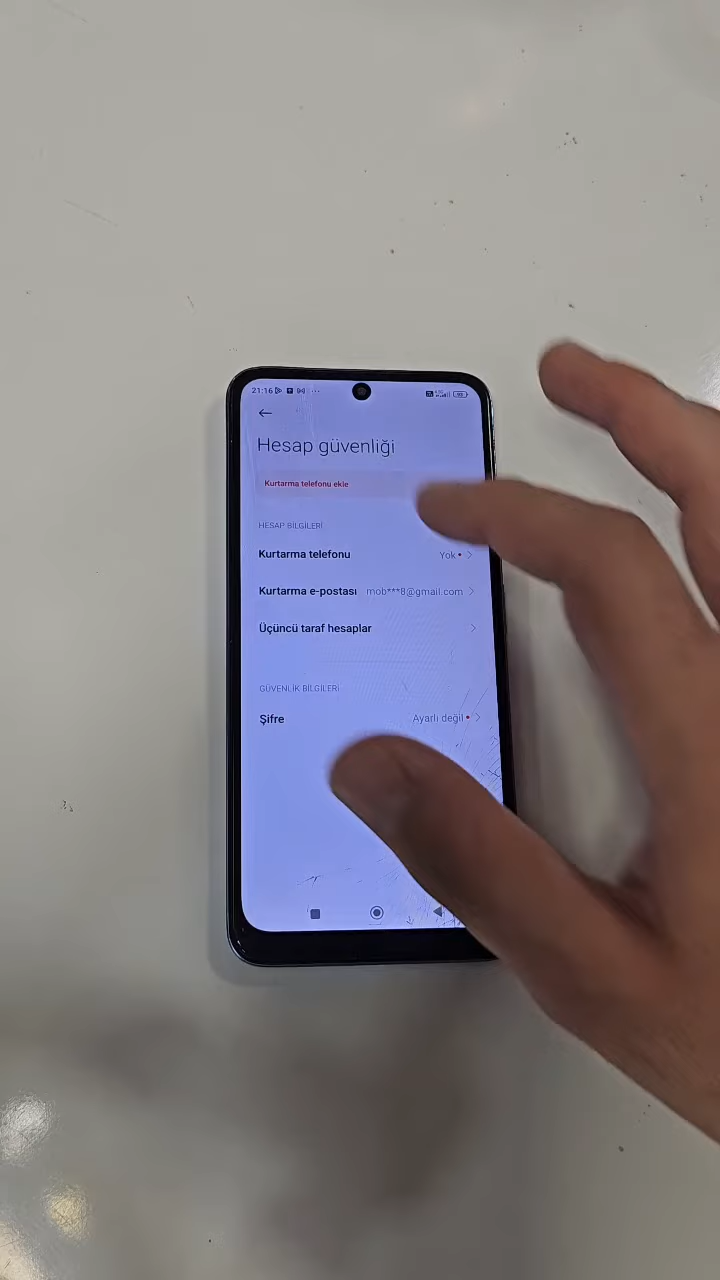 21:16
Hesap güvenliği
Kurtarma telefonu ekle
HESAP BİLGİLERİ
Kurtarma telefonu Yok
Kurtarma e-postası mob***8@gmail.com
Üçüncü taraf hesaplar
GÜVENLİK BİLGİLERİ
Şifre Ayarlı değil